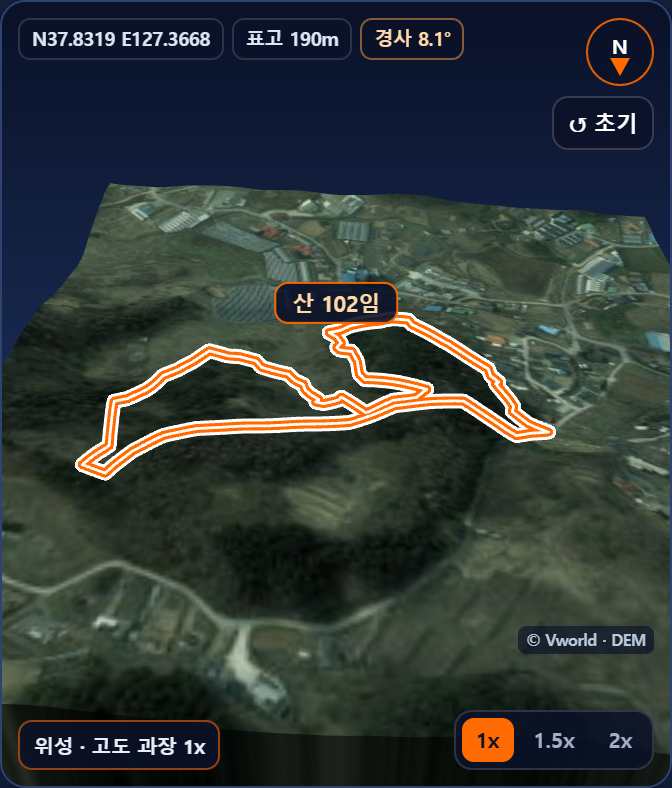 N37.8319 E127.3668
표고 190m
경사 8.1°
N
↺ 초기
산 102임
© Vworld · DEM
위성 · 고도 과장 1x
1x
1.5x
2x